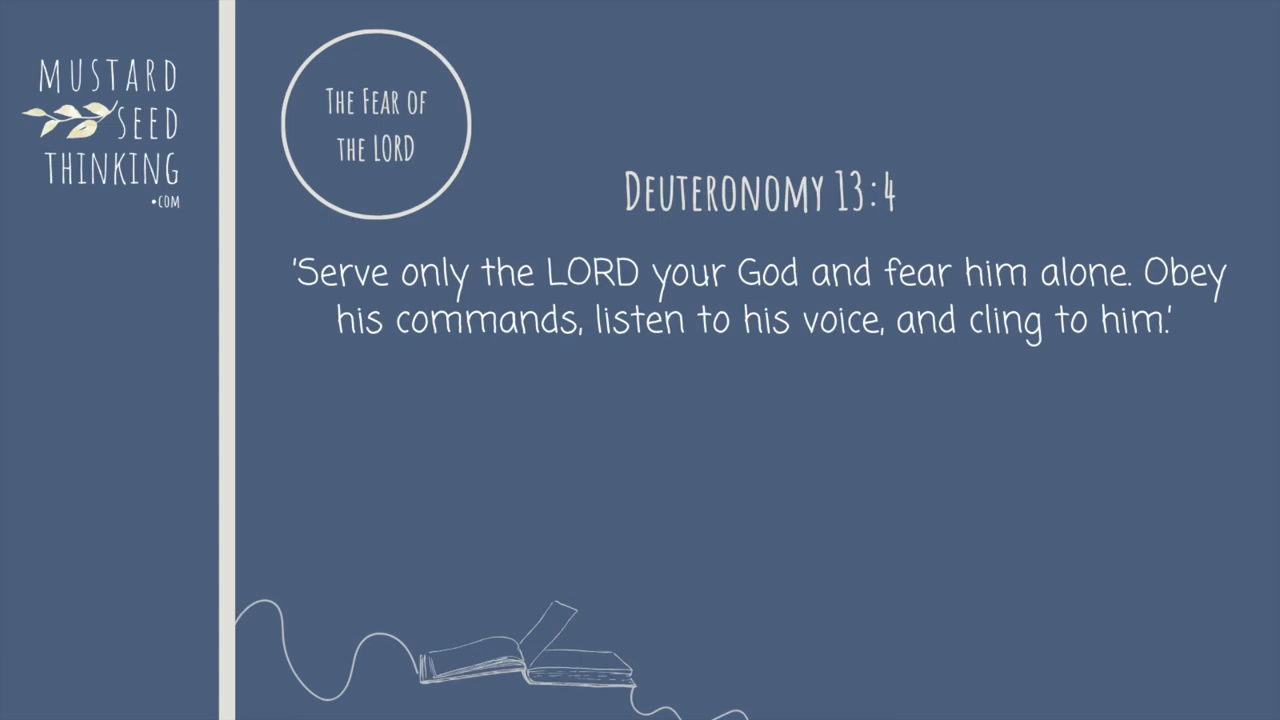 MUSTARD
SEED
THINKING
•COM
THE FEAR OF
THE LORD
DEUTERONOMY 13:4
'Serve only the LORD your God and fear him alone. Obey
his commands, listen to his voice, and cling to him.'